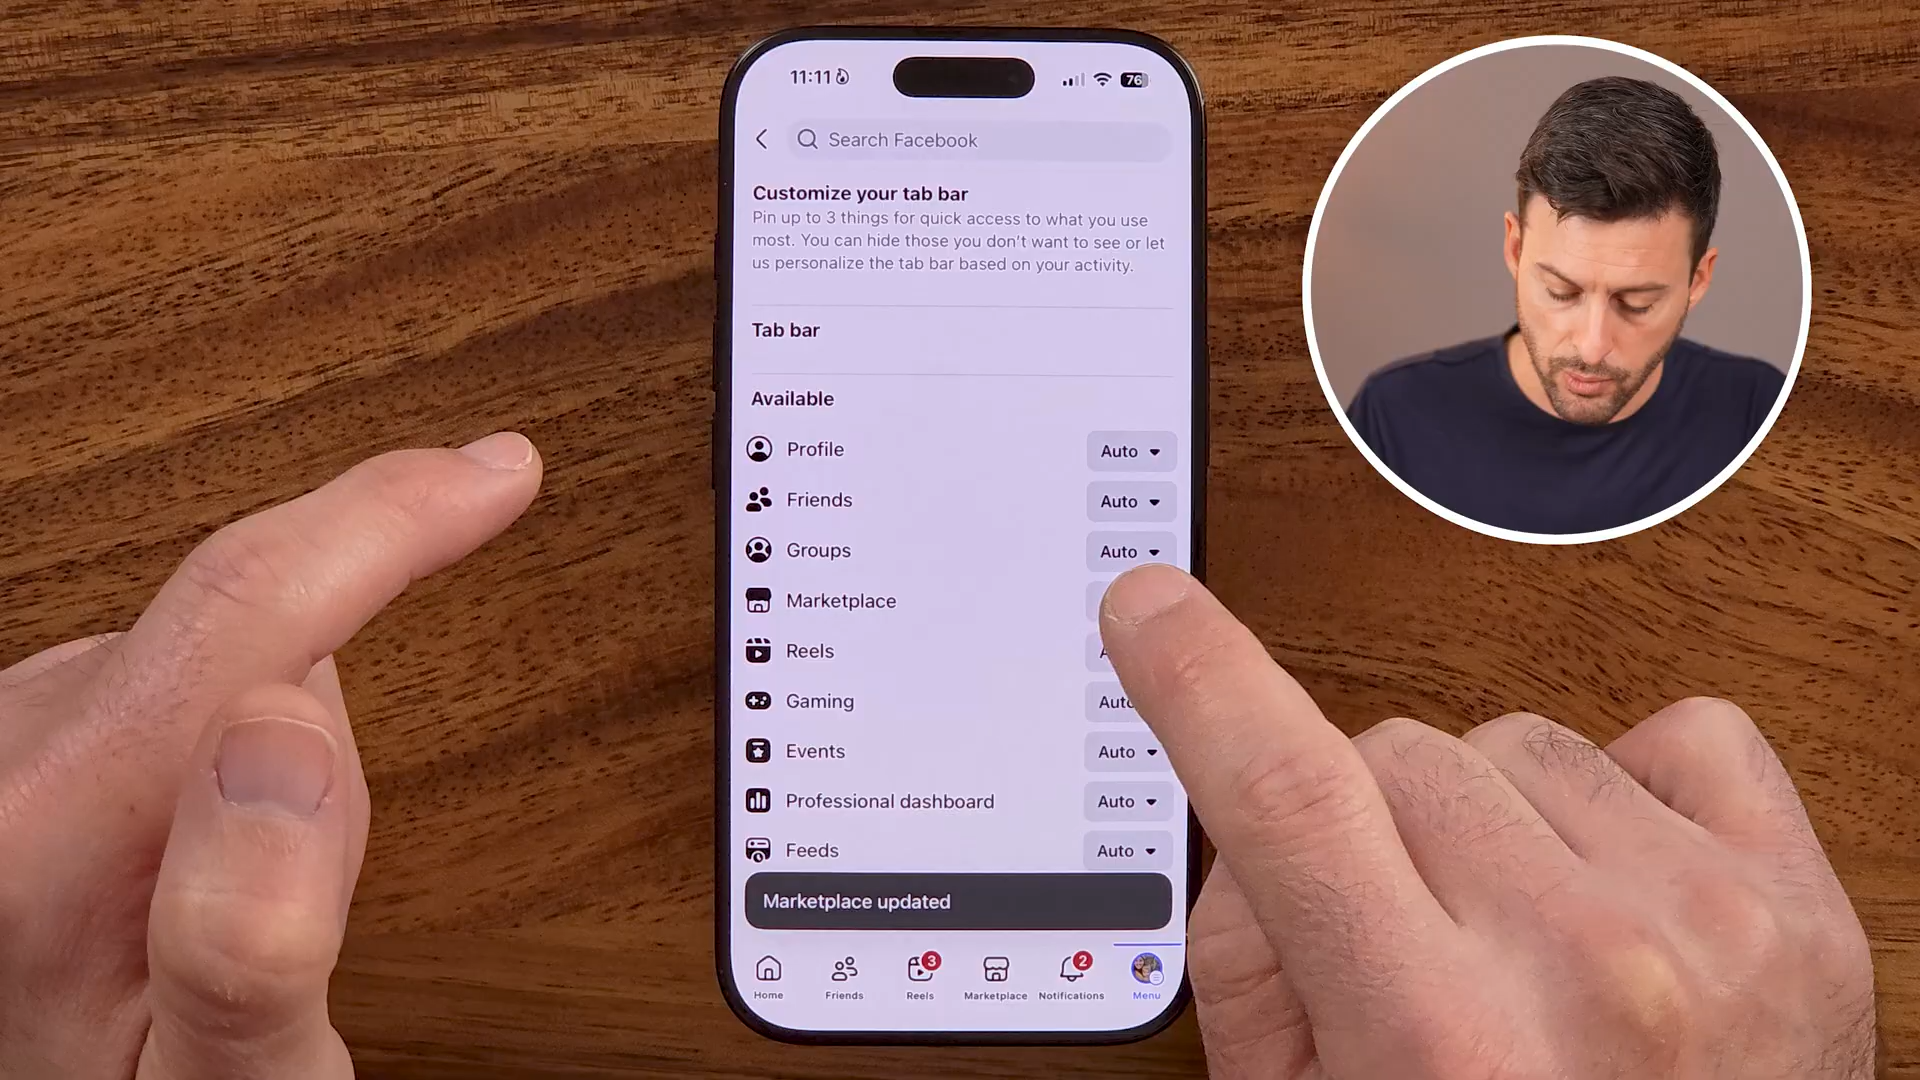 11:11
76
Search Facebook
Customize your tab bar
Pin up to 3 things for quick access to what you use
most. You can hide those you don't want to see or let
us personalize the tab bar based on your activity.
Tab bar
Available
Profile Auto
Friends Auto
Groups Auto
Marketplace
Reels
Gaming Auto
Events Auto
Professional dashboard Auto
Feeds Auto
Marketplace updated
3 2
Home Friends Reels Marketplace Notifications Menu